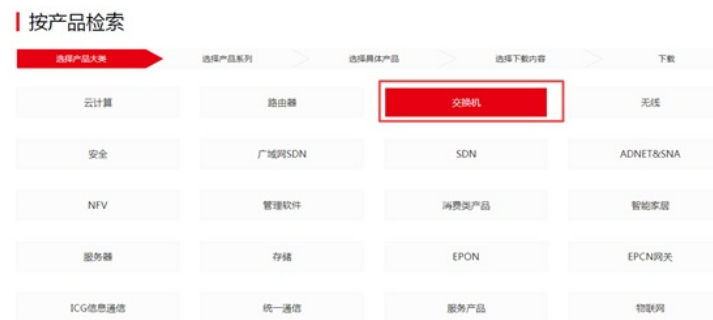 按产品检索
选择产品大类 选择产品系列 选择具体产品 选择下载内容 下载
云计算 路由器 交换机 无线
安全 广域网SDN SDN ADNET&SNA
NFV 管理软件 消费类产品 智能家居
服务器 存储 EPON EPCN网关
ICG信息通信 统一通信 服务产品 物联网